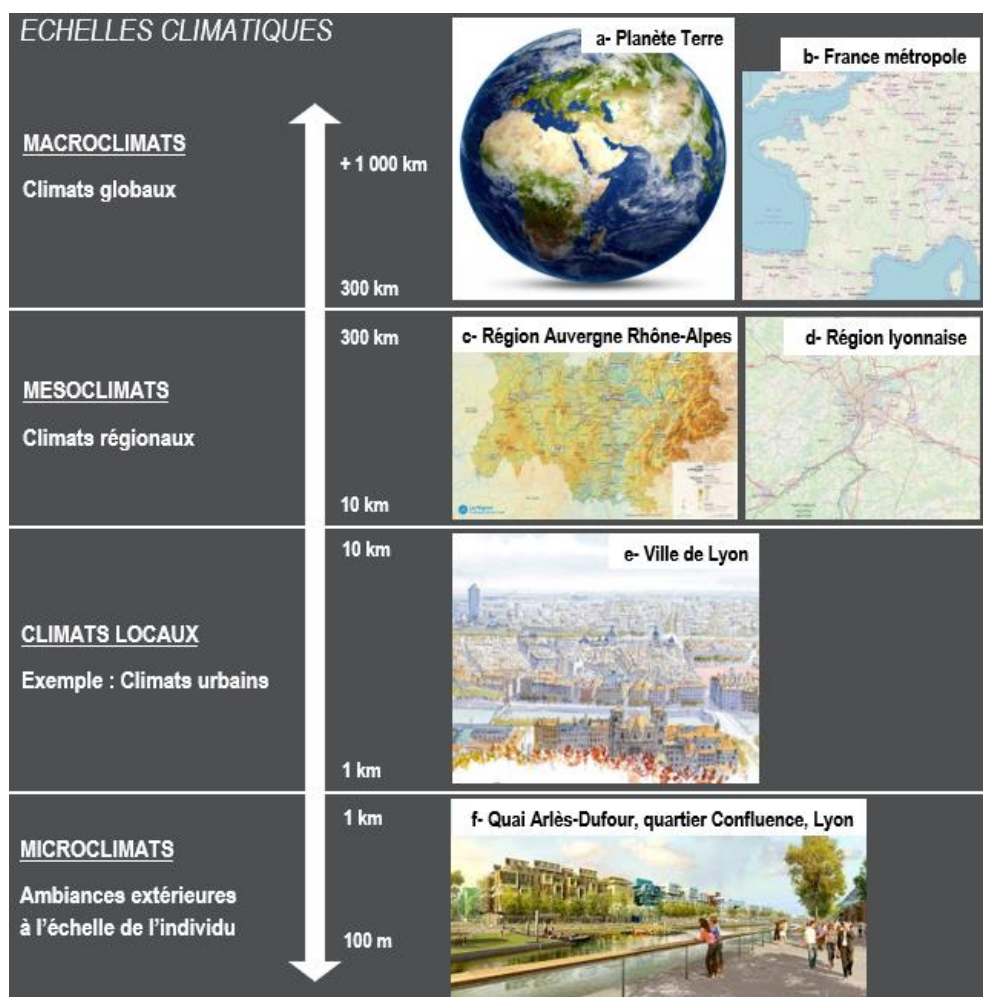 ECHELLES CLIMATIQUES
a- Planète Terre
b- France métropole
MACROCLIMATS
Climats globaux
+ 1 000 km
300 km
300 km
c- Région Auvergne Rhône-Alpes
d- Région lyonnaise
MESOCLIMATS
Climats régionaux
10 km
10 km
e- Ville de Lyon
CLIMATS LOCAUX
Exemple : Climats urbains
1 km
1 km
f- Quai Arlès-Dufour, quartier Confluence, Lyon
MICROCLIMATS
Ambiances extérieures
à l'échelle de l'individu
100 m